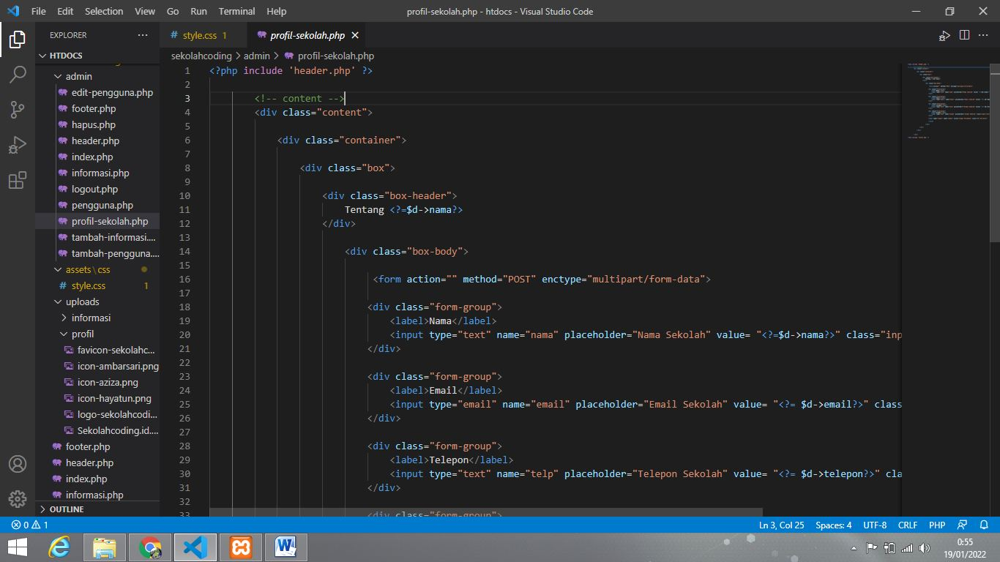 File Edit Selection View Go Run Terminal Help profil-sekolah.php - htdocs - Visual Studio Code
EXPLORER
HTDOCS
admin
edit-pengguna.php
footer.php
hapus.php
header.php
index.php
informasi.php
logout.php
pengguna.php
profil-sekolah.php
tambah-informasi....
tambah-pengguna....
assets\css
# style.css 1
uploads
informasi
profil
favicon-sekolahc...
icon-ambarsari.png
icon-aziza.png
icon-hayatun.png
logo-sekolahcodi...
Sekolahcoding.id....
footer.php
header.php
index.php
informasi.php
OUTLINE
# style.css 1 profil-sekolah.php
sekolahcoding > admin > profil-sekolah.php
1 <?php include 'header.php' ?>
2
3 <!-- content -->
4 <div class="content">
5
6 <div class="container">
7
8 <div class="box">
9
10 <div class="box-header">
11 Tentang <?=$d->nama?>
12 </div>
13
14 <div class="box-body">
15
16 <form action="" method="POST" enctype="multipart/form-data">
17
18 <div class="form-group">
19 <label>Nama</label>
20 <input type="text" name="nama" placeholder="Nama Sekolah" value= "<?=$d->nama?>" class="inp
21 </div>
22
23 <div class="form-group">
24 <label>Email</label>
25 <input type="email" name="email" placeholder="Email Sekolah" value= "<?= $d->email?>" class
26 </div>
27
28 <div class="form-group">
29 <label>Telepon</label>
30 <input type="text" name="telp" placeholder="Telepon Sekolah" value= "<?= $d->telepon?>" cla
31 </div>
32
33 <div class="form-group">
0 1
Ln 3, Col 25 Spaces: 4 UTF-8 CRLF PHP
0:55
19/01/2022